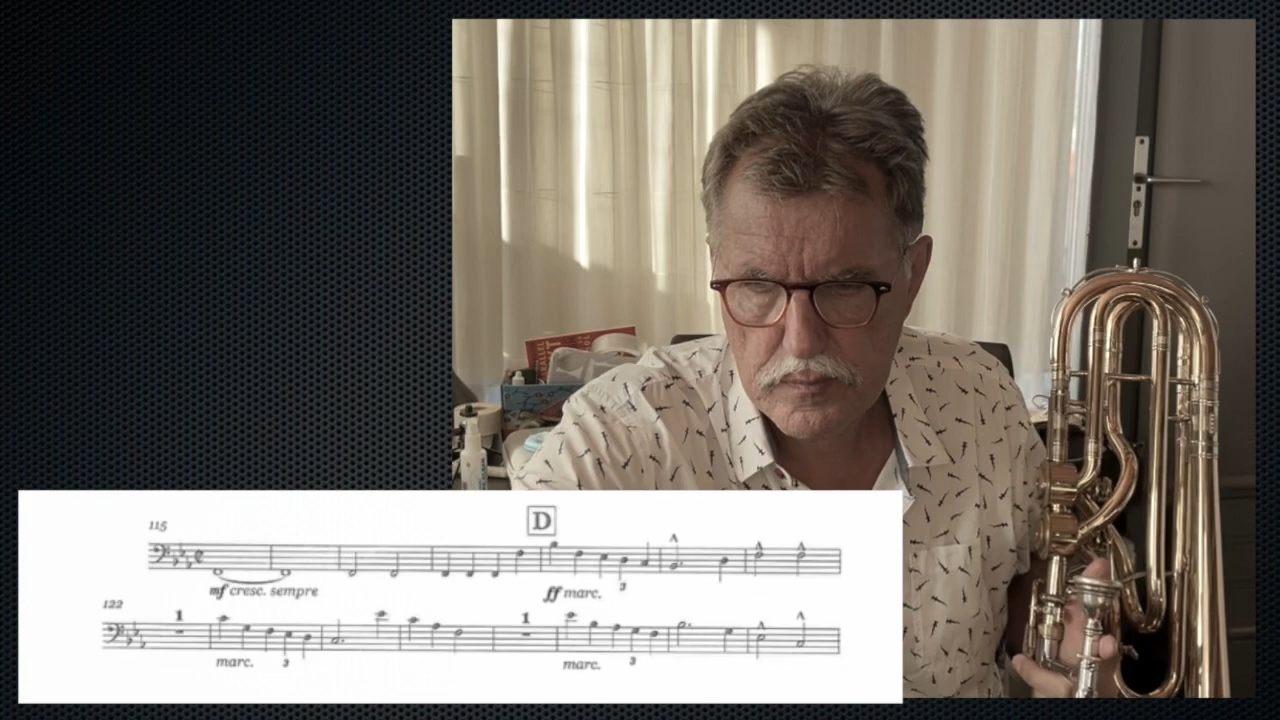 115
D
mf cresc. sempre
ff marc.
3
122
1
1
marc.
3
marc.
3